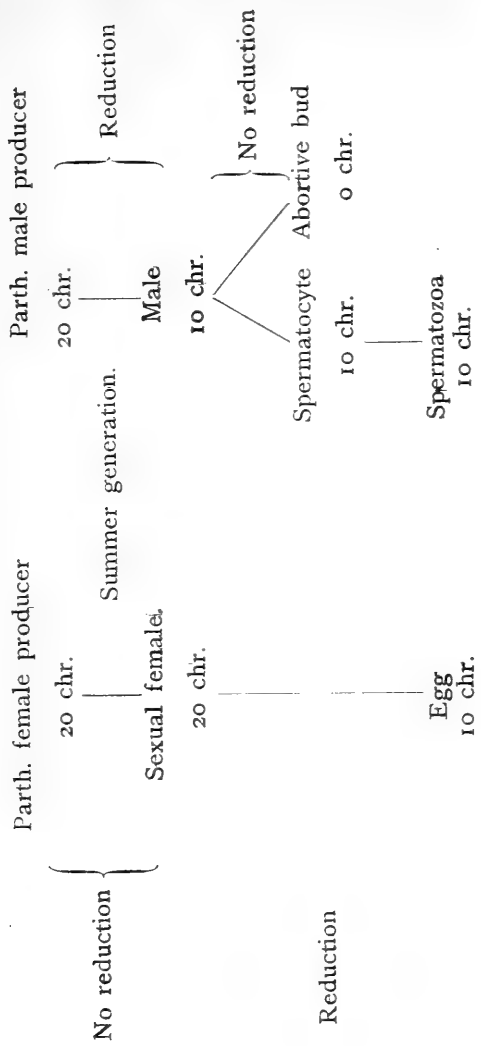 Parth. female producer
Parth. male producer
No reduction
20 chr.
20 chr.
Reduction
Sexual female.
Summer generation.
Male
20 chr.
10 chr.
No reduction
Reduction
Spermatocyte
Abortive bud
10 chr.
0 chr.
Egg
Spermatozoa
10 chr.
10 chr.